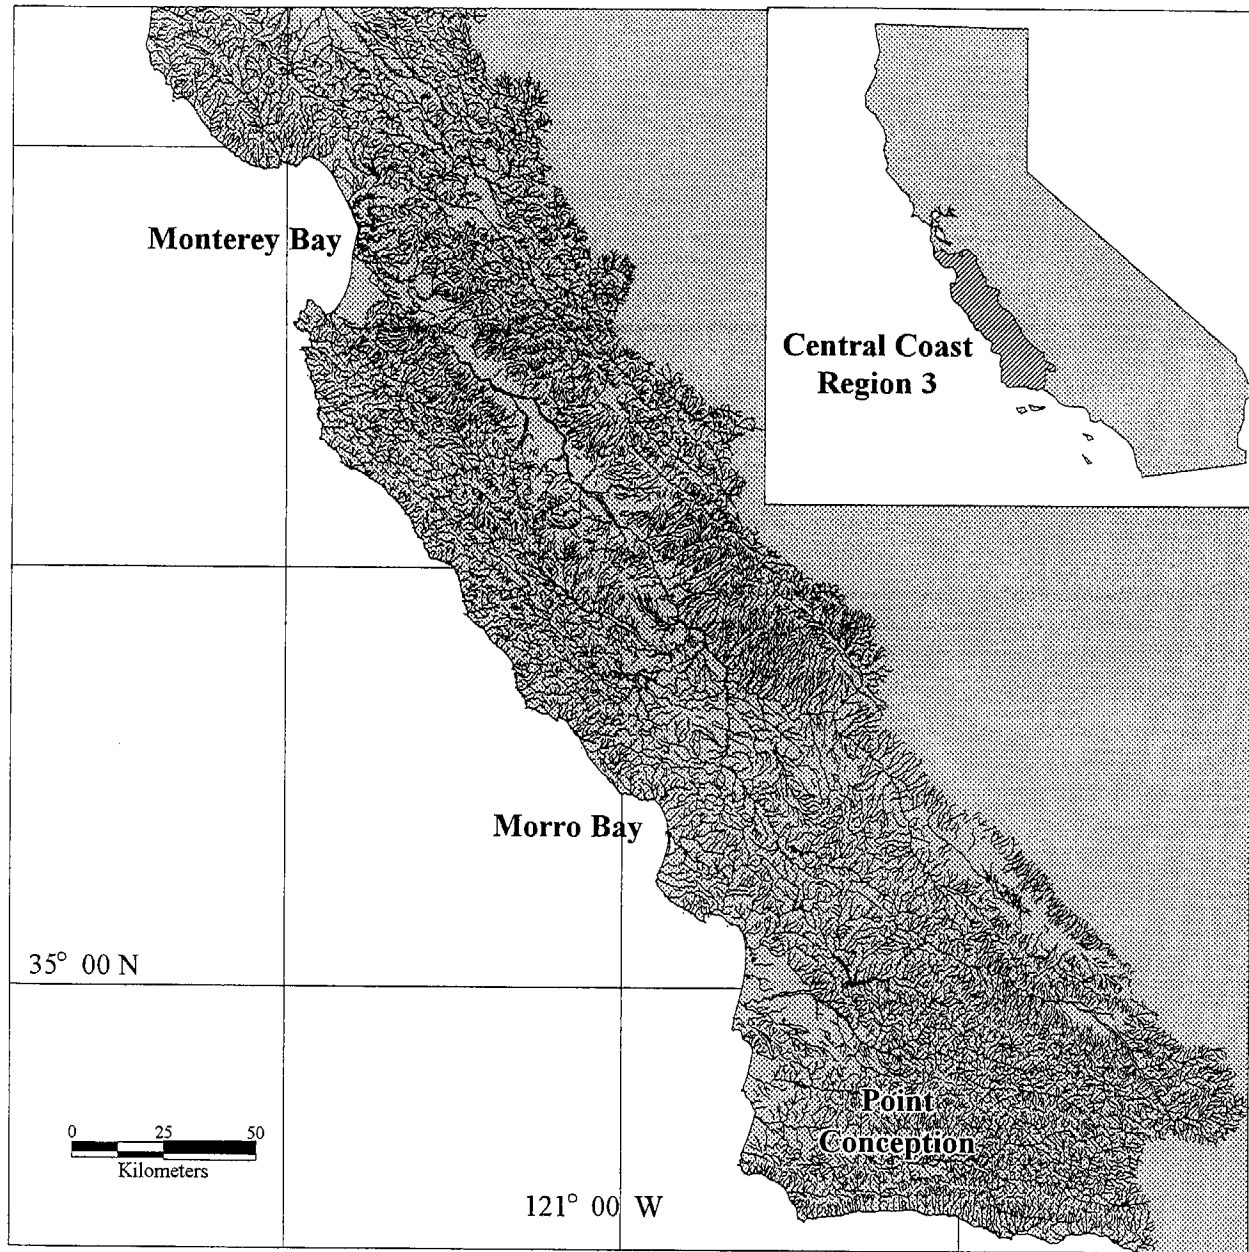 Monterey Bay
Central Coast
Region 3
Morro Bay
35° 00 N
Point
Conception
0 25 50
Kilometers
121° 00 W